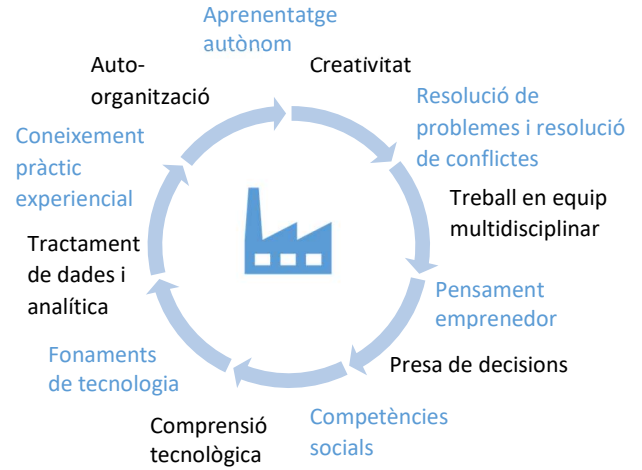 Aprenentatge
autònom
Creativitat
Resolució de
problemes i resolució
de conflictes
Treball en equip
multidisciplinar
Pensament
emprenedor
Presa de decisions
Competències
socials
Comprensió
tecnològica
Fonaments
de tecnologia
Tractament
de dades i
analítica
Coneixement
pràctic
experiencial
Auto-
organització